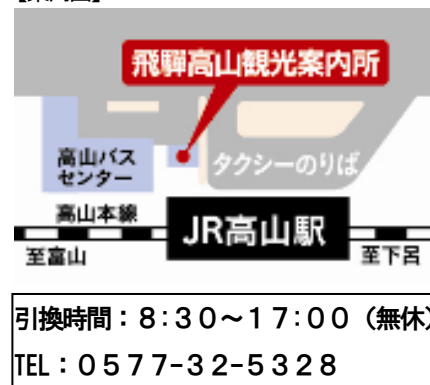 飛騨高山観光案内所
高山バス
センター
タクシーのりば
高山本線
JR高山駅
至富山
至下呂
引換時間：８:３０～１７:００（無休）
TEL：０５７７-３２-５３２８